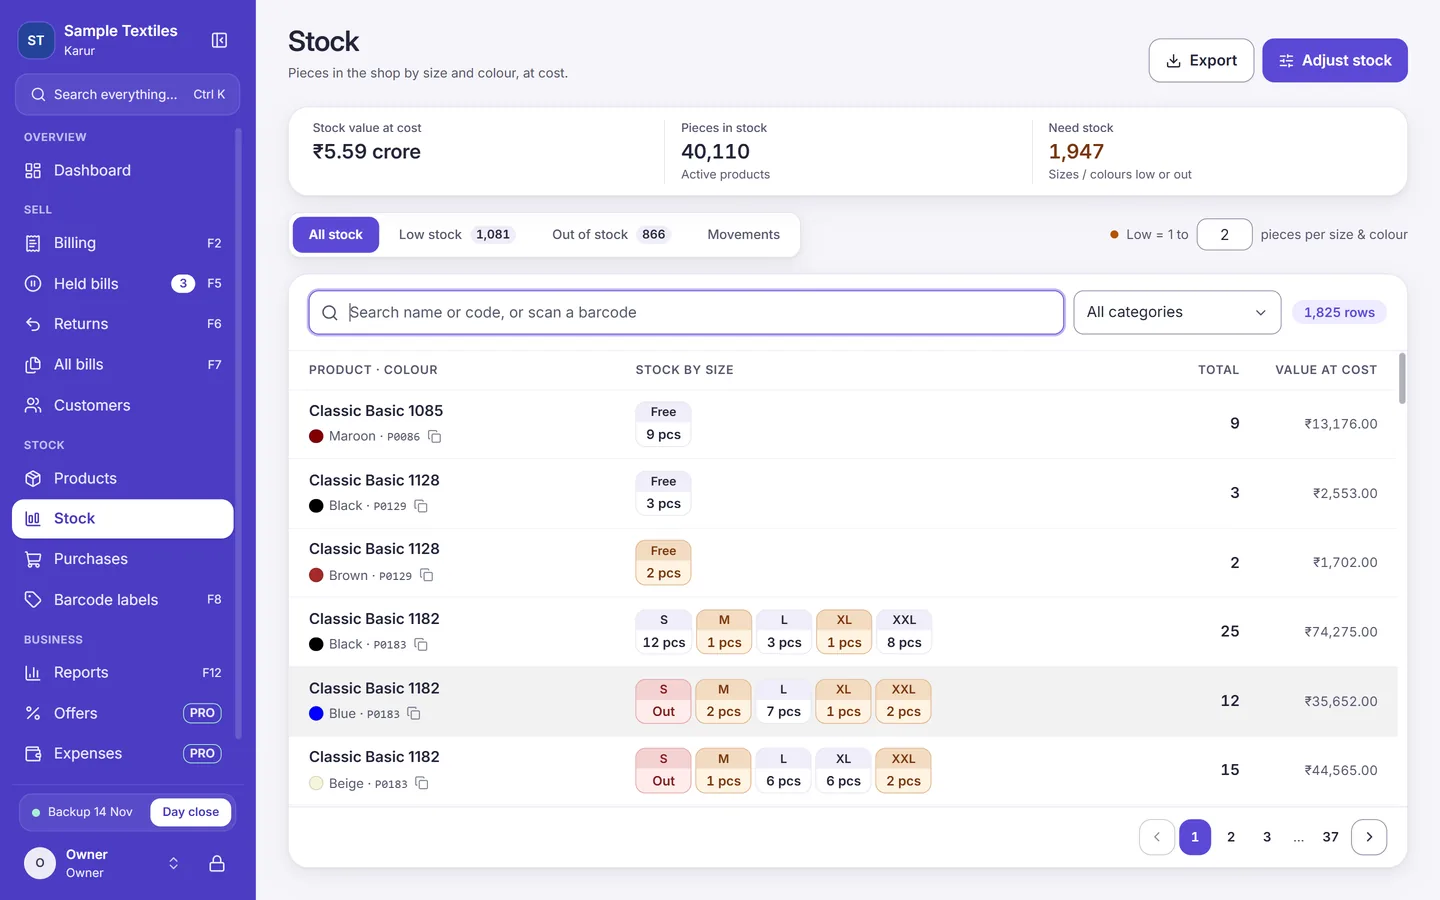 ST
Sample Textiles
Karur
Search everything... Ctrl K
OVERVIEW
Dashboard
SELL
Billing F2
Held bills 3 F5
Returns F6
All bills F7
Customers
STOCK
Products
Stock
Purchases
Barcode labels F8
BUSINESS
Reports F12
Offers PRO
Expenses PRO
Backup 14 Nov Day close
O
Owner
Owner
Stock
Pieces in the shop by size and colour, at cost.
Export
Adjust stock
Stock value at cost
₹5.59 crore
Pieces in stock
40,110
Active products
Need stock
1,947
Sizes / colours low or out
All stock Low stock 1,081 Out of stock 866 Movements
Low = 1 to 2 pieces per size & colour
Search name or code, or scan a barcode
All categories
1,825 rows
PRODUCT · COLOUR STOCK BY SIZE TOTAL VALUE AT COST
Classic Basic 1085
Maroon · P0086
Free
9 pcs
9 ₹13,176.00
Classic Basic 1128
Black · P0129
Free
3 pcs
3 ₹2,553.00
Classic Basic 1128
Brown · P0129
Free
2 pcs
2 ₹1,702.00
Classic Basic 1182
Black · P0183
S M L XL XXL
12 pcs 1 pcs 3 pcs 1 pcs 8 pcs
25 ₹74,275.00
Classic Basic 1182
Blue · P0183
S M L XL XXL
Out 2 pcs 7 pcs 1 pcs 2 pcs
12 ₹35,652.00
Classic Basic 1182
Beige · P0183
S M L XL XXL
Out 1 pcs 6 pcs 6 pcs 2 pcs
15 ₹44,565.00
1 2 3 ... 37